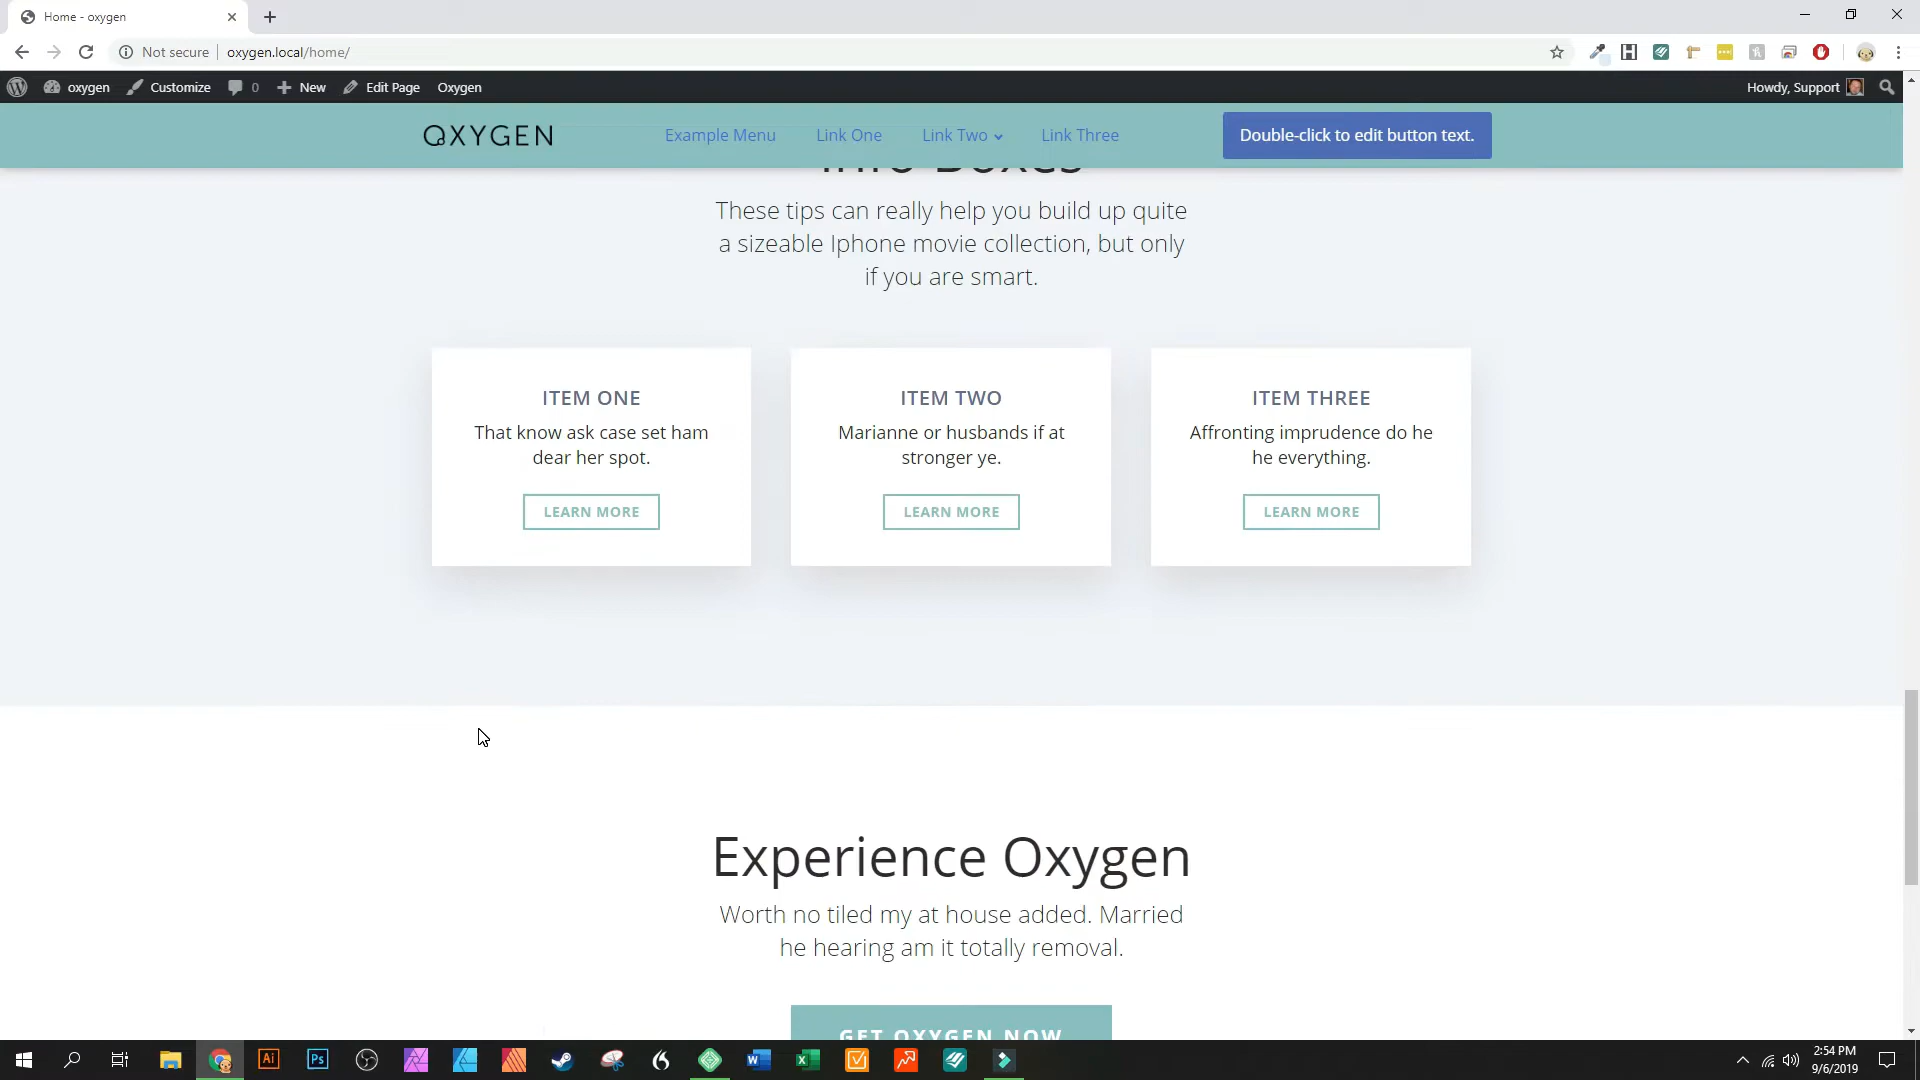 Home - oxygen
Not secure
oxygen.local/home/
oxygen
Customize
0
New
Edit Page
Oxygen
Howdy, Support
OXYGEN
Example Menu
Link One
Link Two
Link Three
Double-click to edit button text.
Info Boxes
These tips can really help you build up quite
a sizeable Iphone movie collection, but only
if you are smart.
ITEM ONE
That know ask case set ham
dear her spot.
LEARN MORE
ITEM TWO
Marianne or husbands if at
stronger ye.
LEARN MORE
ITEM THREE
Affronting imprudence do he
he everything.
LEARN MORE
Experience Oxygen
Worth no tiled my at house added. Married
he hearing am it totally removal.
GET OXYGEN NOW
Ai
Ps
2:54 PM
9/6/2019